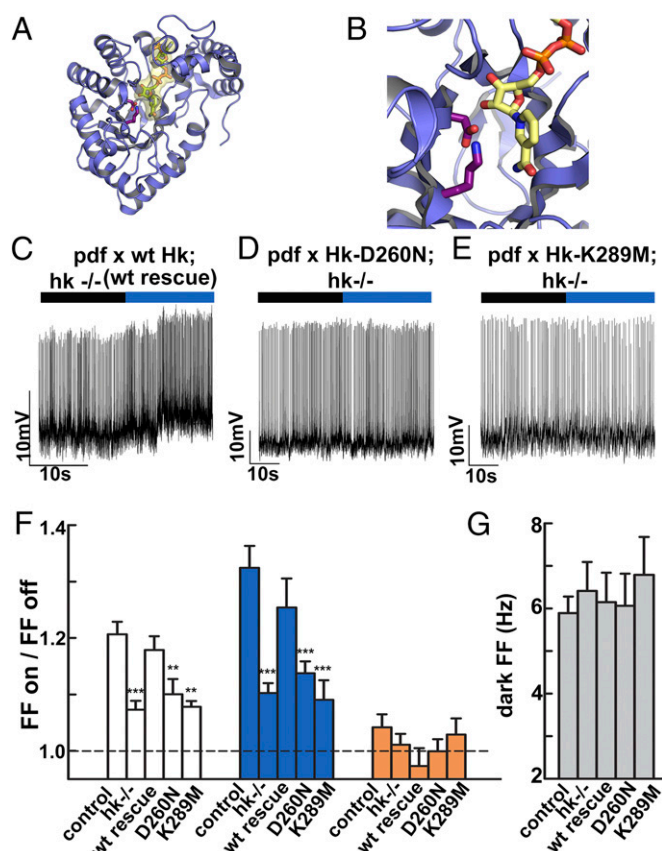 A
B
C
pdf x wt Hk;
hk -/- (wt rescue)
10mV
10s
D
pdf x Hk-D260N;
hk-/-
10mV
10s
E
pdf x Hk-K289M;
hk-/-
10mV
10s
F
FF on / FF off
1.4
1.2
1.0
***
**
**
***
***
***
control
hk-/-
wt rescue
D260N
K289M
control
hk-/-
wt rescue
D260N
K289M
control
hk-/-
wt rescue
D260N
K289M
G
dark FF (Hz)
8
6
4
2
control
hk-/-
wt rescue
D260N
K289M